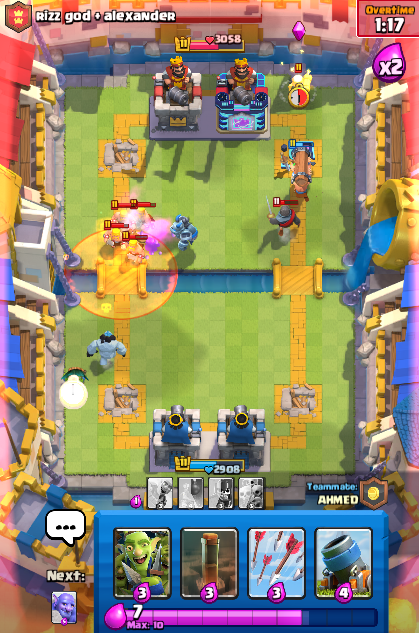 rizz god + alexander
Overtime
1:17
3058
x2
2908
Teammate:
AHMED
...
Next:
3
3
3
4
7
Max: 10